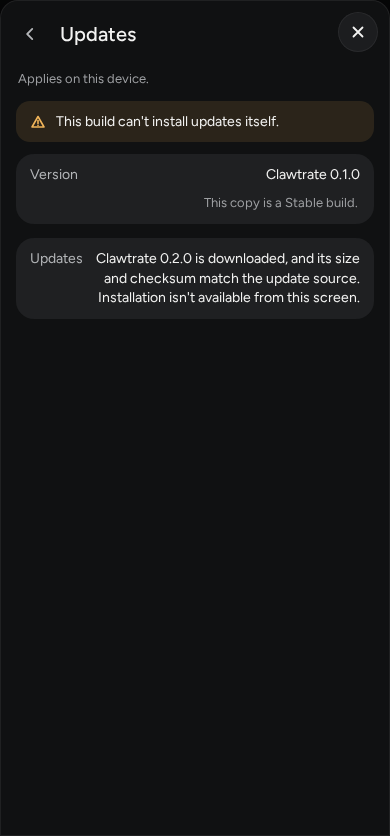 Updates
Applies on this device.
This build can't install updates itself.
Version Clawtrate 0.1.0
This copy is a Stable build.
Updates Clawtrate 0.2.0 is downloaded, and its size
and checksum match the update source.
Installation isn't available from this screen.